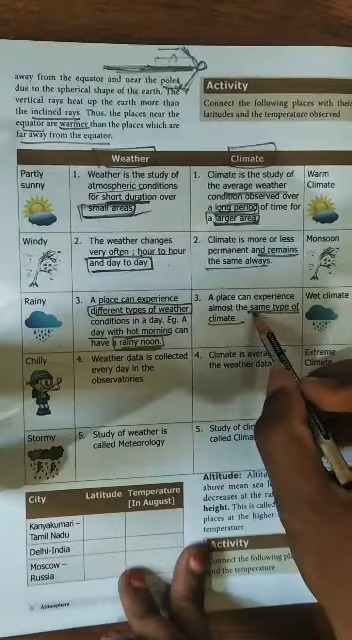 away from the equator and near the poles
due to the spherical shape of the earth. The
vertical rays heat up the earth more than
the inclined rays. Thus, the places near the
equator are warmer than the places which are
far away from the equator.
Activity
Connect the following places with their
latitudes and the temperature observed
Weather
Climate
Partly
sunny
1. Weather is the study of
atmospheric conditions
for short duration over
small areas
1. Climate is the study of
the average weather
condition observed over
a long period of time for
a larger area
Warm
Climate
Windy
2. The weather changes
very often ; hour to hour
and day to day
2. Climate is more or less
permanent and remains
the same always.
Monsoon
Rainy
3. A place can experience
different types of weather
conditions in a day. Eg. A
day with hot morning can
have a rainy noon.
3. A place can experience
almost the same type of
climate
Wet climate
Chilly
4. Weather data is collected
every day in the
observatories
4. Climate is
the weather data
Extreme
Stormy
5. Study of weather is
called Meteorology
5. Study of
called
City
Latitude
Temperature
[In August]
Kanyakumari –
Tamil Nadu
Delhi-India
Moscow –
Russia
Altitude:
above mean
decreases at the
height. This is called
places at the higher
temperature.
Activity
Connect the following
and the temperature
Atmosphere